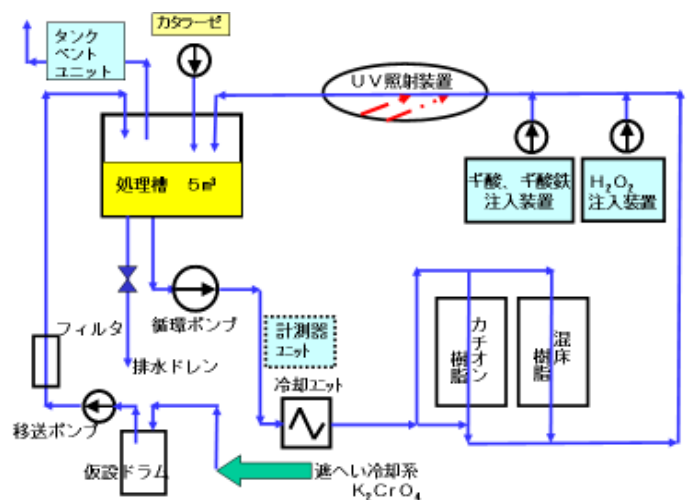 タンク
ベント
ユニット
カタラーゼ
UV照射装置
処理槽 5㎥
ギ酸、ギ酸鉄
注入装置
H₂O₂
注入装置
循環ポンプ
計測器
ユニット
フィルタ
排水ドレン
冷却ユニット
カチオン
樹脂
混床
樹脂
移送ポンプ
仮設ドラム
遮へい冷却系
K₂CrO₄